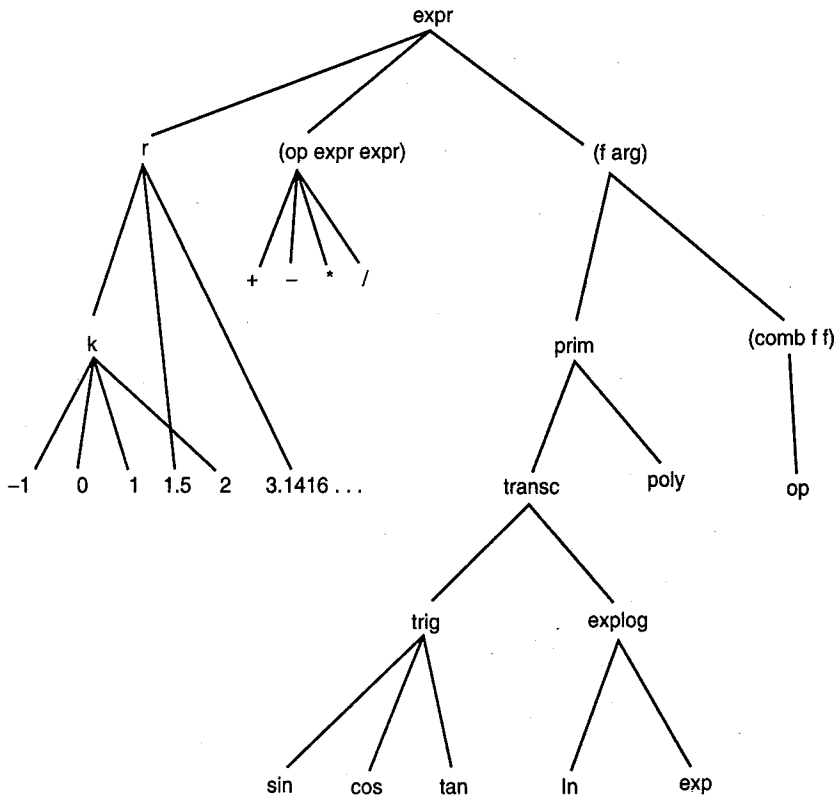 expr
r (op expr expr) (f arg)
+ – * /
k prim (comb f f)
–1 0 1 1.5 2 3.1416 . . . transc poly op
trig explog
sin cos tan ln exp